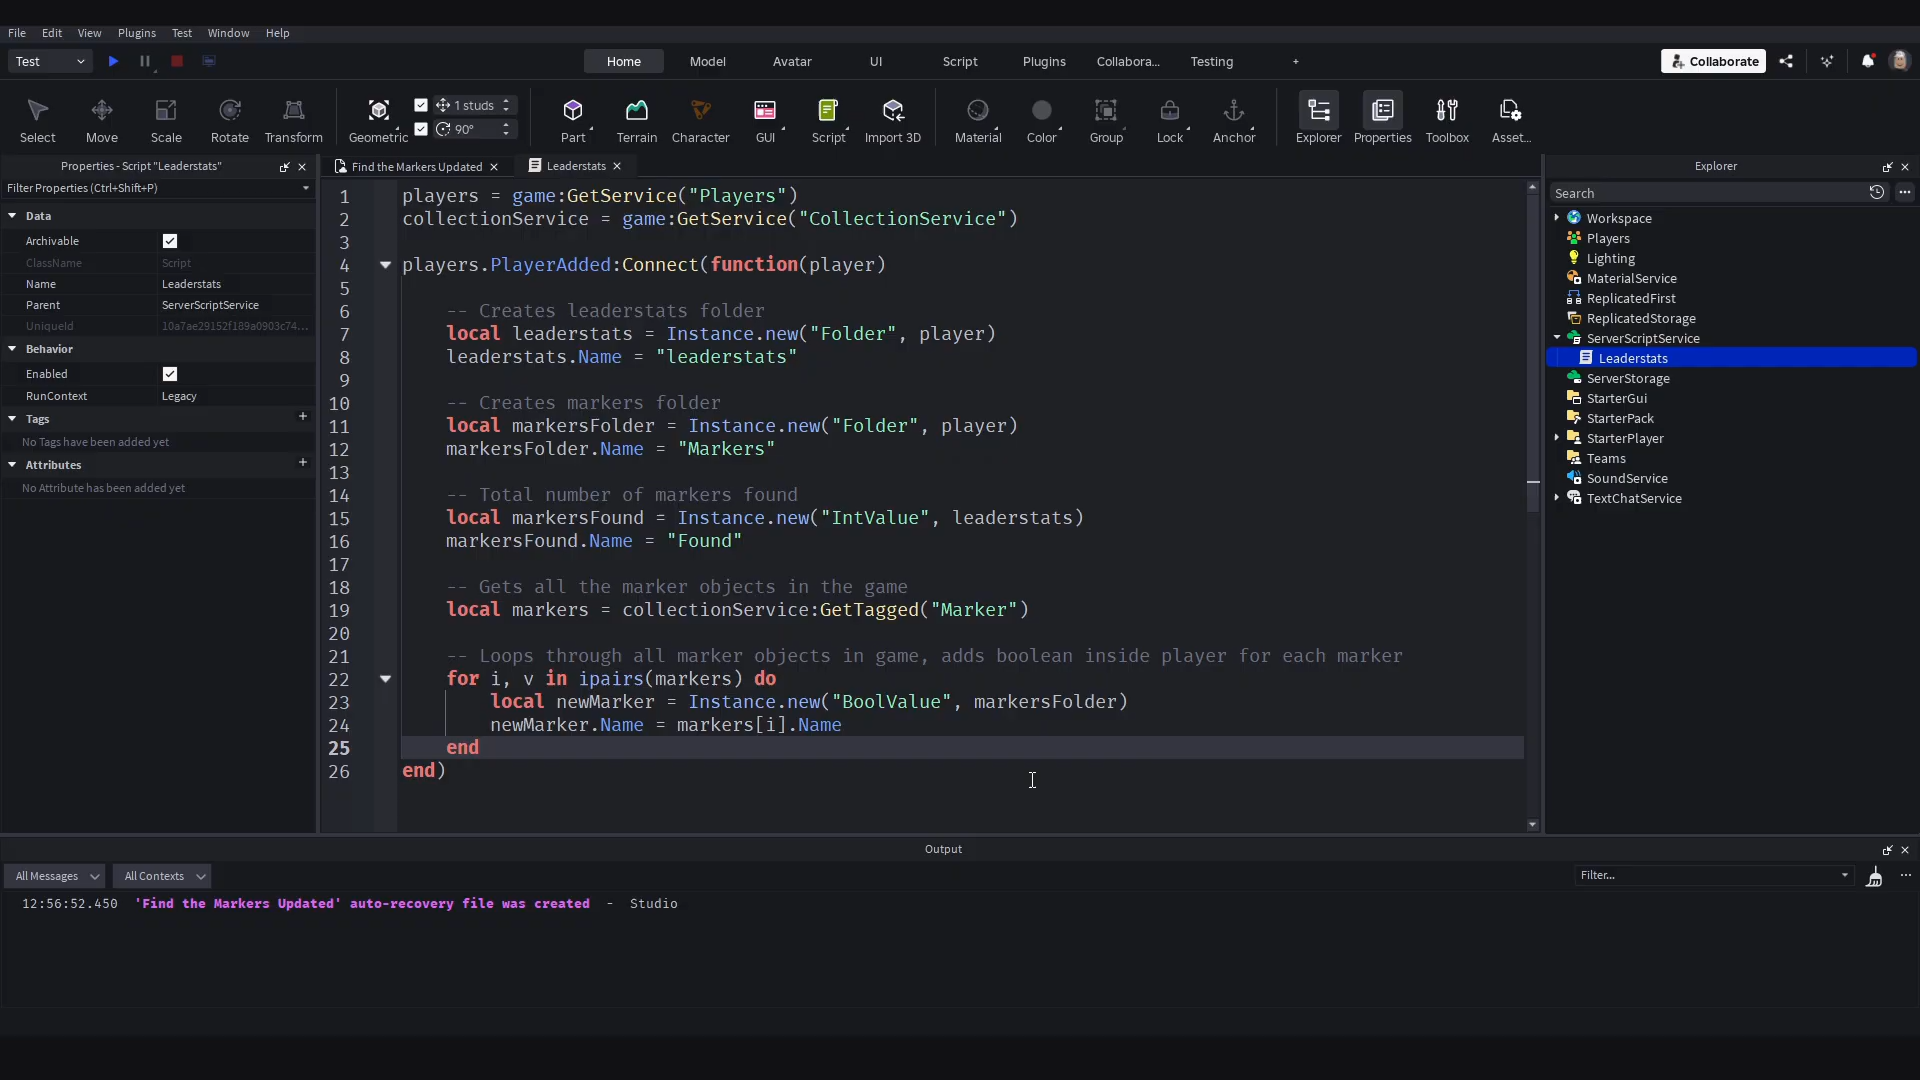 File Edit View Plugins Test Window Help
Test Home Model Avatar UI Script Plugins Collabora... Testing + Collaborate
Select Move Scale Rotate Transform Geometric 1 studs 90° Part Terrain Character GUI Script Import 3D Material Color Group Lock Anchor Explorer Properties Toolbox Asset...
Properties - Script "Leaderstats"
Filter Properties (Ctrl+Shift+P)
Data
Archivable
ClassName Script
Name Leaderstats
Parent ServerScriptService
UniqueId 10a7ae29152f189a0903c74...
Behavior
Enabled
RunContext Legacy
Tags +
No Tags have been added yet
Attributes +
No Attribute has been added yet
Find the Markers Updated Leaderstats
1 players = game:GetService("Players")
2 collectionService = game:GetService("CollectionService")
3
4 players.PlayerAdded:Connect(function(player)
5
6 -- Creates leaderstats folder
7 local leaderstats = Instance.new("Folder", player)
8 leaderstats.Name = "leaderstats"
9
10 -- Creates markers folder
11 local markersFolder = Instance.new("Folder", player)
12 markersFolder.Name = "Markers"
13
14 -- Total number of markers found
15 local markersFound = Instance.new("IntValue", leaderstats)
16 markersFound.Name = "Found"
17
18 -- Gets all the marker objects in the game
19 local markers = collectionService:GetTagged("Marker")
20
21 -- Loops through all marker objects in game, adds boolean inside player for each marker
22 for i, v in ipairs(markers) do
23 local newMarker = Instance.new("BoolValue", markersFolder)
24 newMarker.Name = markers[i].Name
25 end
26 end)
Explorer
Search
Workspace
Players
Lighting
MaterialService
ReplicatedFirst
ReplicatedStorage
ServerScriptService
Leaderstats
ServerStorage
StarterGui
StarterPack
StarterPlayer
Teams
SoundService
TextChatService
Output
All Messages All Contexts Filter...
12:56:52.450 'Find the Markers Updated' auto-recovery file was created - Studio